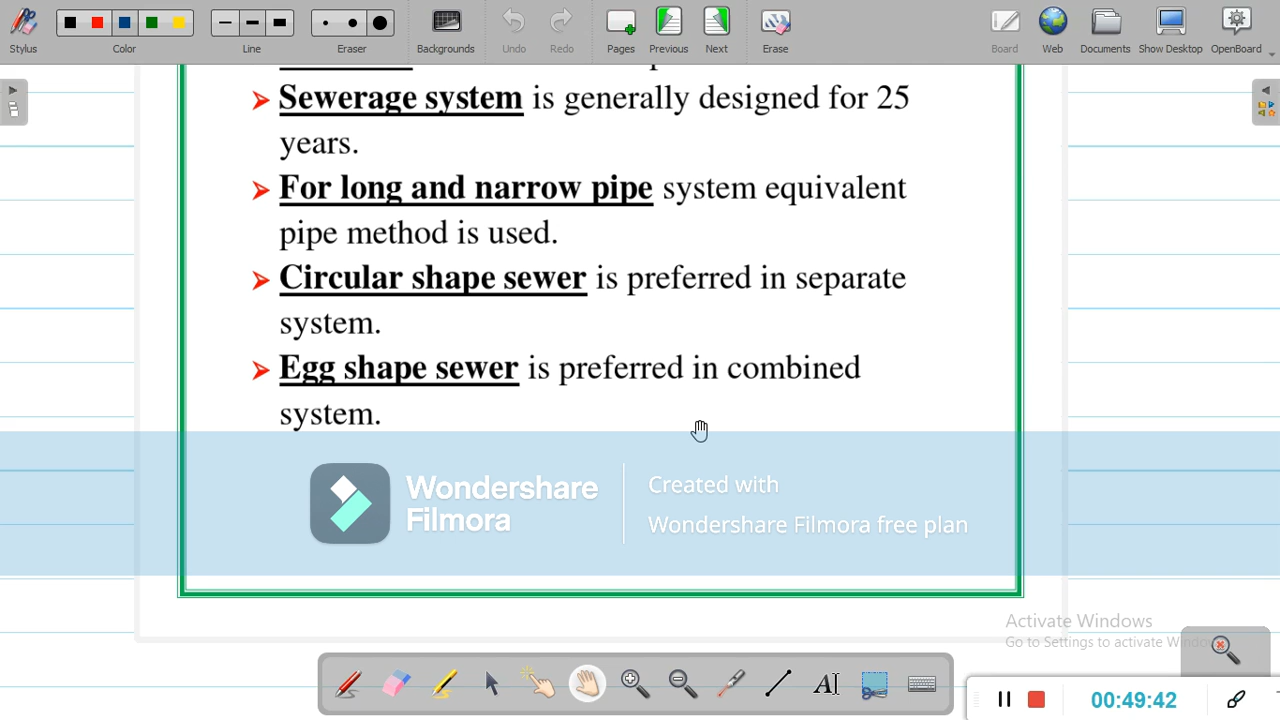 Stylus Color Line Eraser Backgrounds Undo Redo Pages Previous Next Erase Board Web Documents Show Desktop OpenBoard
➢ Sewerage system is generally designed for 25
years.
➢ For long and narrow pipe system equivalent
pipe method is used.
➢ Circular shape sewer is preferred in separate
system.
➢ Egg shape sewer is preferred in combined
system.
Wondershare
Filmora
Created with
Wondershare Filmora free plan
Activate Windows
Go to Settings to activate
AI
00:49:42